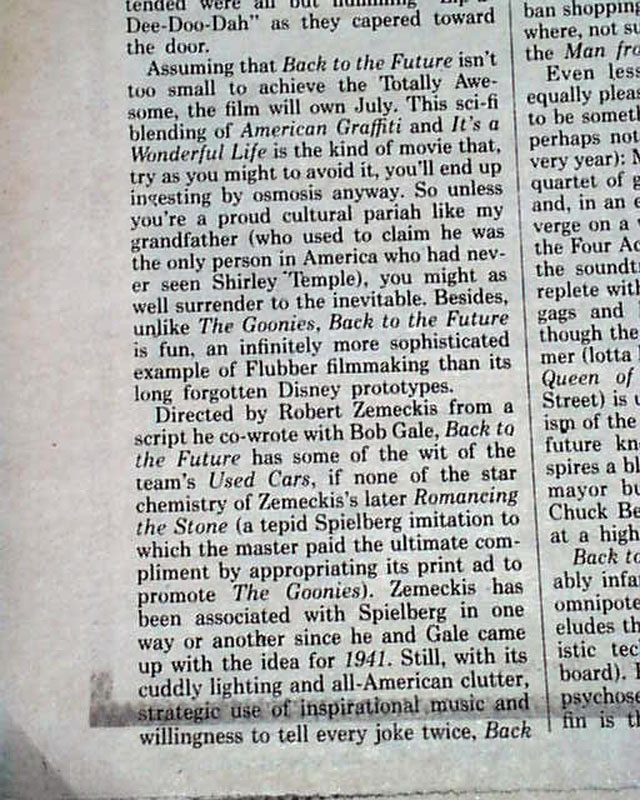 tended were all but humming "Zip-a-
Dee-Doo-Dah" as they capered toward
the door.
Assuming that Back to the Future isn't
too small to achieve the Totally Awe-
some, the film will own July. This sci-fi
blending of American Graffiti and It's a
Wonderful Life is the kind of movie that,
try as you might to avoid it, you'll end up
ingesting by osmosis anyway. So unless
you're a proud cultural pariah like my
grandfather (who used to claim he was
the only person in America who had nev-
er seen Shirley Temple), you might as
well surrender to the inevitable. Besides,
unlike The Goonies, Back to the Future
is fun, an infinitely more sophisticated
example of Flubber filmmaking than its
long forgotten Disney prototypes.
Directed by Robert Zemeckis from a
script he co-wrote with Bob Gale, Back to
the Future has some of the wit of the
team's Used Cars, if none of the star
chemistry of Zemeckis's later Romancing
the Stone (a tepid Spielberg imitation to
which the master paid the ultimate com-
pliment by appropriating its print ad to
promote The Goonies). Zemeckis has
been associated with Spielberg in one
way or another since he and Gale came
up with the idea for 1941. Still, with its
cuddly lighting and all-American clutter,
strategic use of inspirational music and
willingness to tell every joke twice, Back
ban shopping
where, not su
the Man fro
Even less
equally pleas
to be someth
perhaps not
very year): M
quartet of g
and, in an e
verge on a v
the Four Ac
the soundt
replete with
gags and
though the
mer (lotta
Queen of
Street) is u
ism of the
future kn
spires a bl
mayor bu
Chuck Be
at a high
Back to
ably infa
omnipote
eludes th
istic tec
board). I
psychose
fin is th